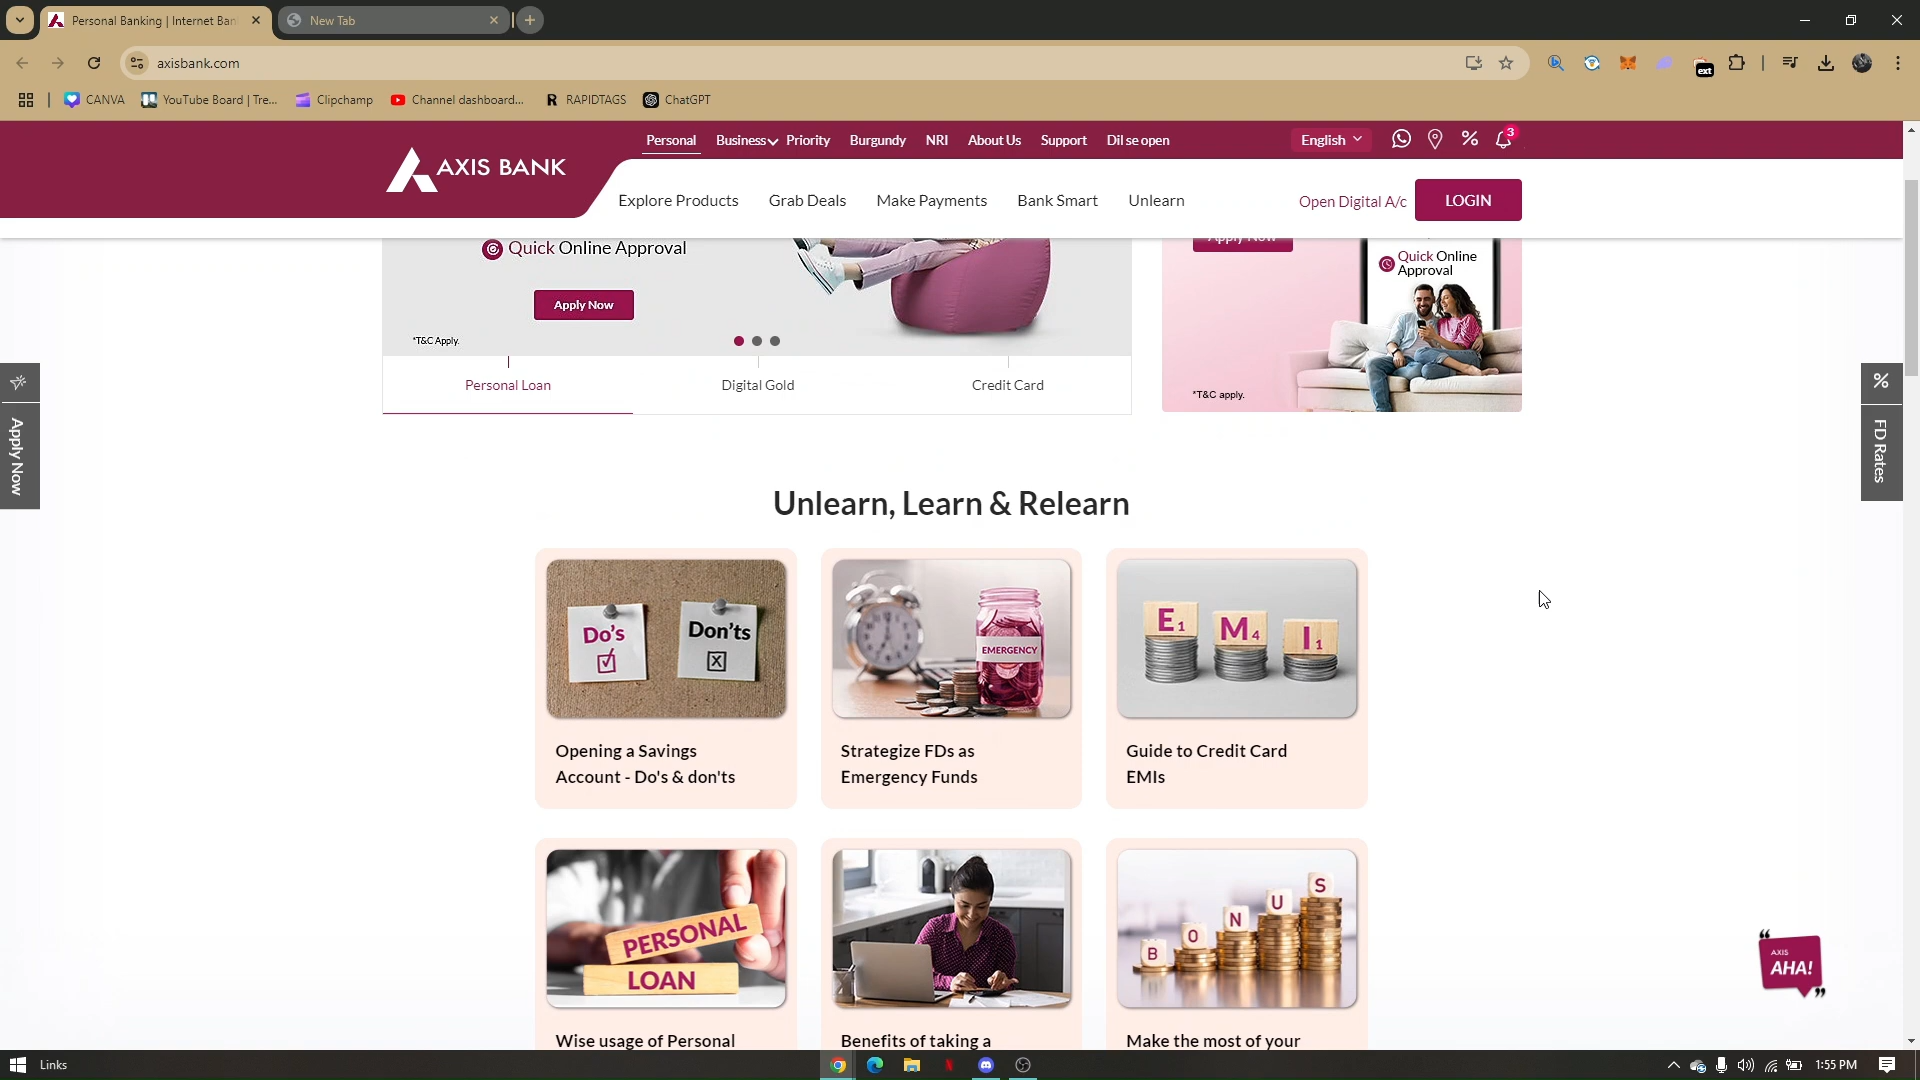 Personal Banking | Internet Ban
New Tab
axisbank.com
ext
CANVA
YouTube Board | Tre...
Clipchamp
Channel dashboard...
R RAPIDTAGS
ChatGPT
Personal
Business
Priority
Burgundy
NRI
About Us
Support
Dil se open
English
%
3
AXIS BANK
Explore Products
Grab Deals
Make Payments
Bank Smart
Unlearn
Open Digital A/c
LOGIN
Quick Online Approval
Apply Now
*T&C Apply.
Personal Loan
Digital Gold
Credit Card
Apply Now
Quick Online
Approval
*T&C apply.
Apply Now
%
FD Rates
Unlearn, Learn & Relearn
Do's
Don'ts
Opening a Savings
Account - Do's & don'ts
EMERGENCY
Strategize FDs as
Emergency Funds
E1 M4 I1
Guide to Credit Card
EMIs
PERSONAL
LOAN
Wise usage of Personal
Benefits of taking a
BONUS
Make the most of your
AXIS
AHA!
Links
1:55 PM